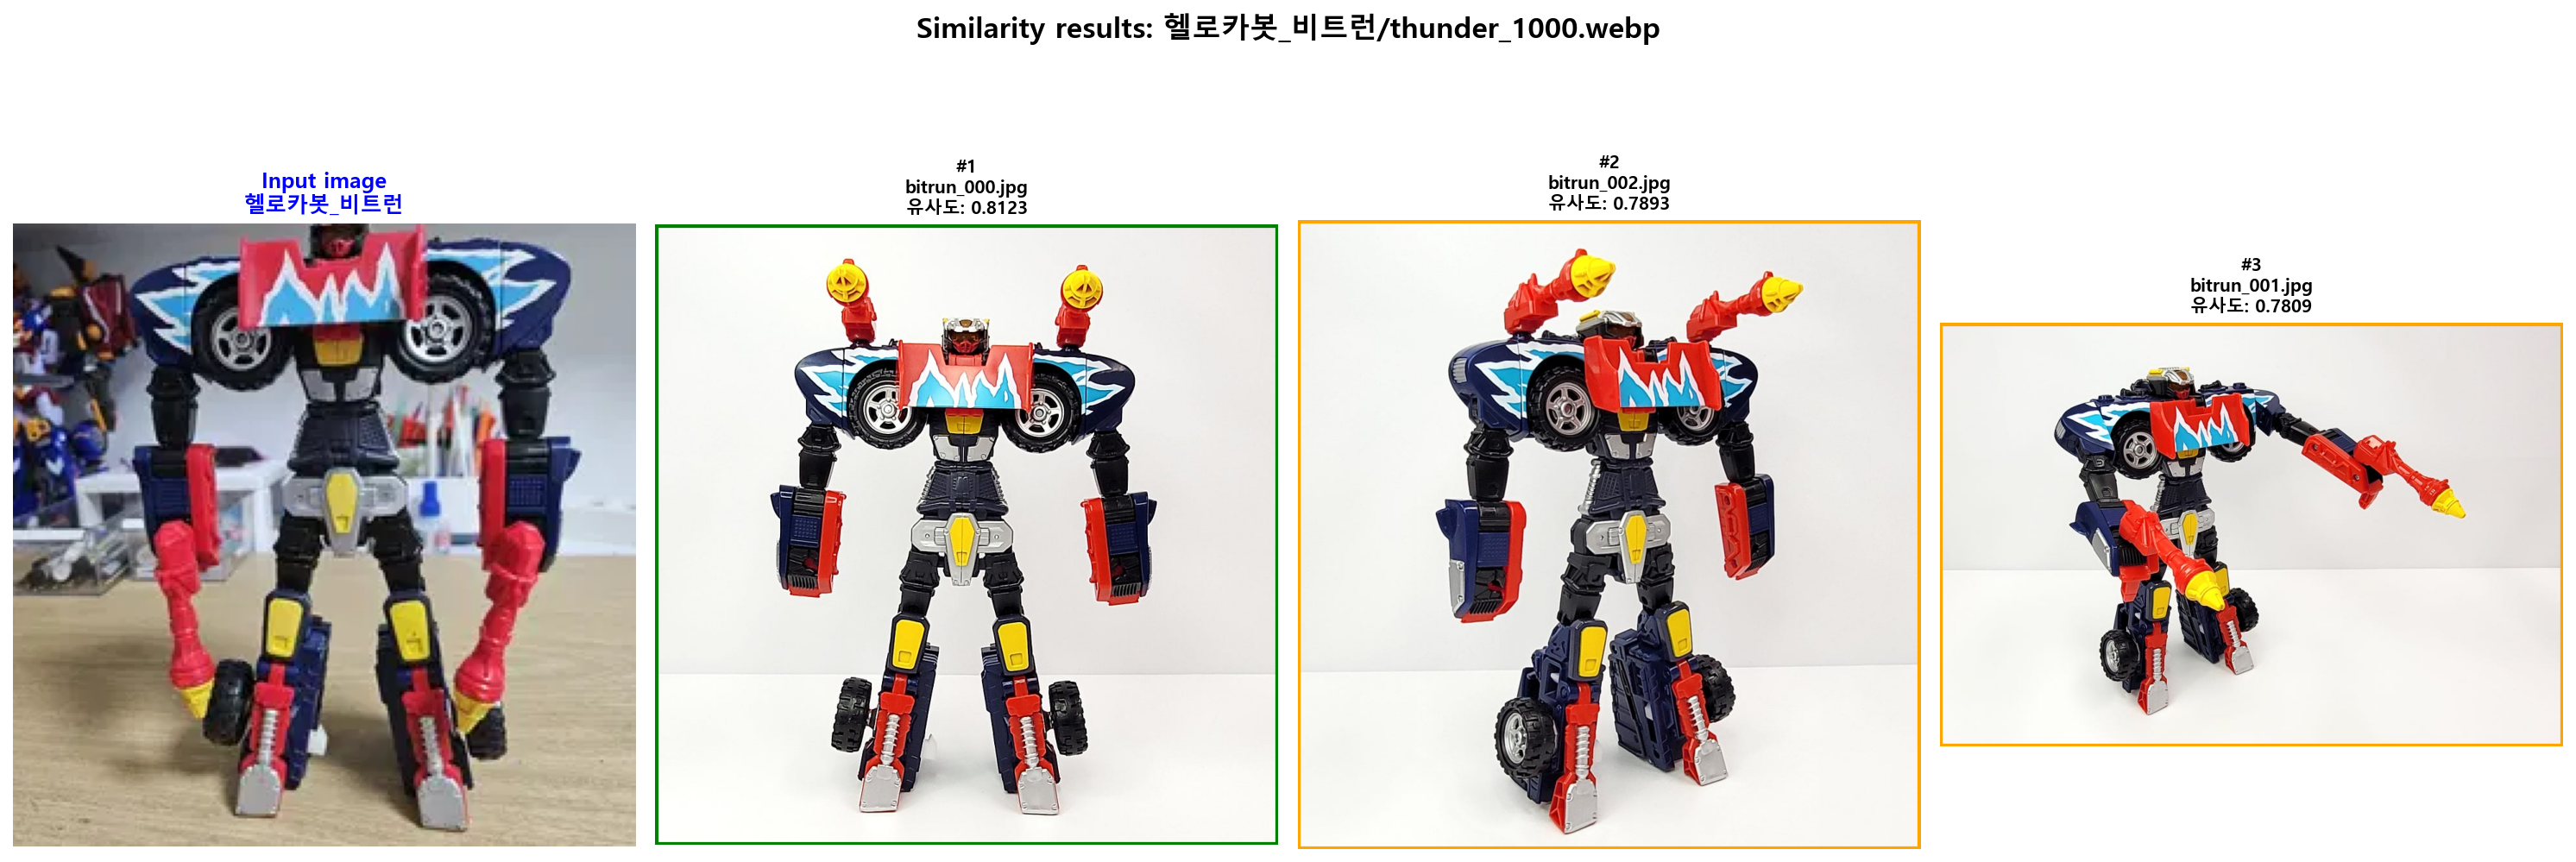 Similarity results: 헬로카봇_비트런/thunder_1000.webp
Input image
헬로카봇_비트런
#1
bitrun_000.jpg
유사도: 0.8123
#2
bitrun_002.jpg
유사도: 0.7893
#3
bitrun_001.jpg
유사도: 0.7809